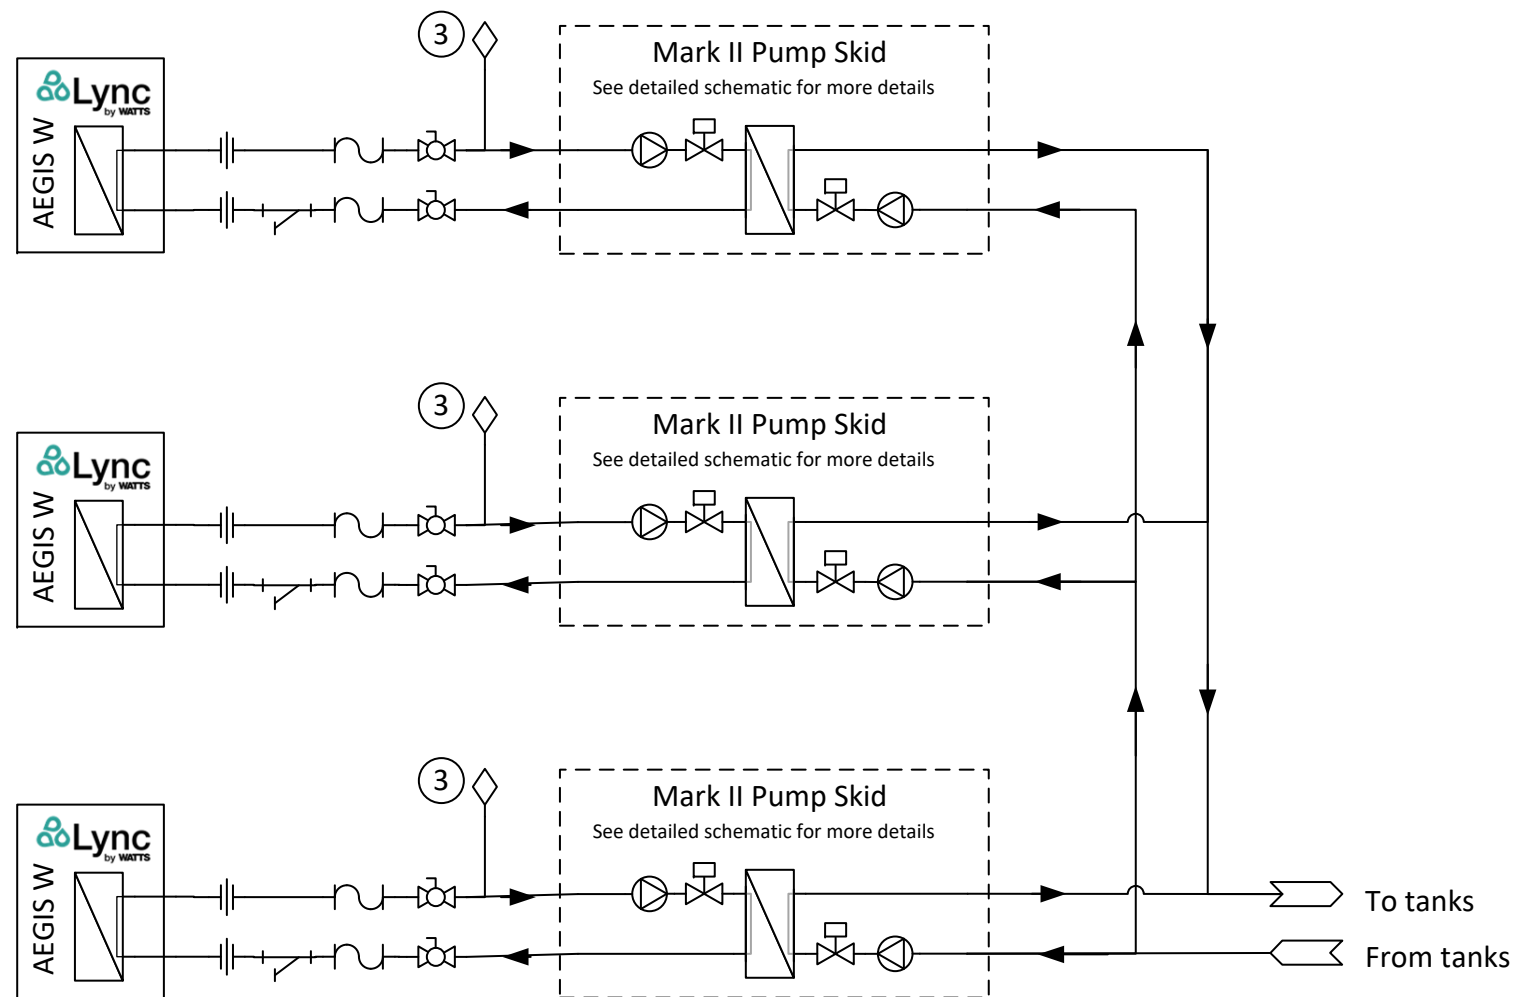 3
Mark II Pump Skid
See detailed schematic for more details
Lync
by WATTS
AEGIS W
3
Mark II Pump Skid
See detailed schematic for more details
Lync
by WATTS
AEGIS W
3
Mark II Pump Skid
See detailed schematic for more details
Lync
by WATTS
AEGIS W
To tanks
From tanks